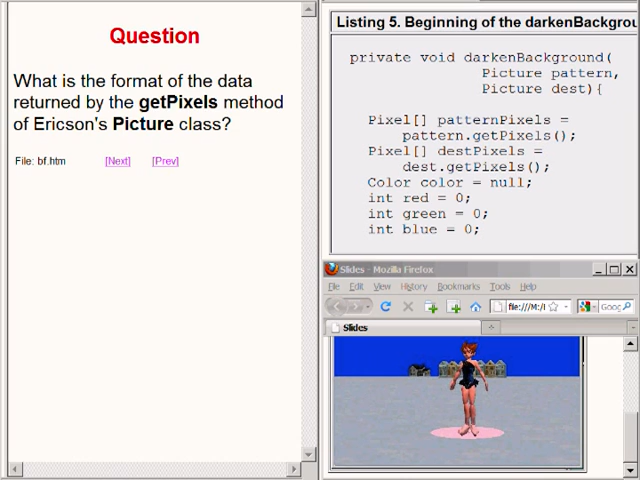 Question
What is the format of the data
returned by the getPixels method
of Ericson's Picture class?
File: bf.htm [Next] [Prev]
Listing 5. Beginning of the darkenBackgrou
private void darkenBackground(
Picture pattern,
Picture dest){
Pixel[] patternPixels =
pattern.getPixels();
Pixel[] destPixels =
dest.getPixels();
Color color = null;
int red = 0;
int green = 0;
int blue = 0;
Slides - Mozilla Firefox
File Edit View History Bookmarks Tools Help
file:///M:/I
Goog
Slides